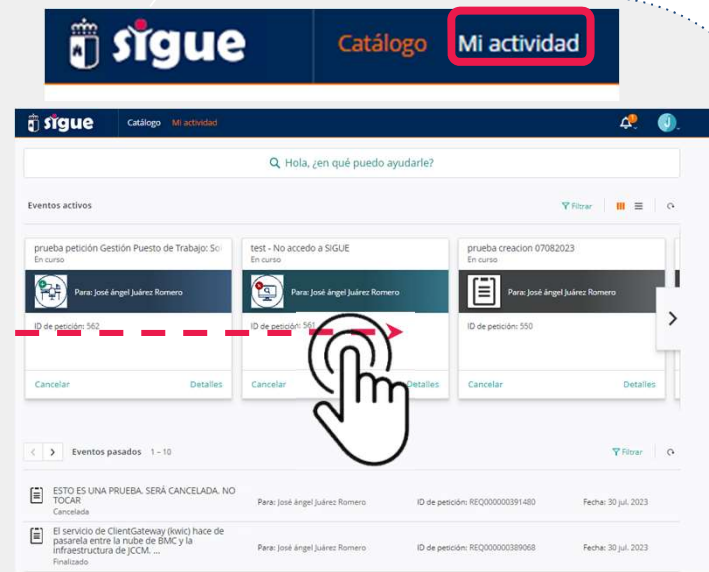 sigue Catálogo Mi actividad
sigue Catálogo Mi actividad
Hola, ¿en qué puedo ayudarle?
Eventos activos Filtrar
prueba petición Gestión Puesto de Trabajo: So
En curso
Para: José ángel Juárez Romero
ID de petición: 562
Cancelar Detalles
test - No accedo a SIGUE
En curso
Para: José ángel Juárez Romero
ID de petición: 561
Cancelar Detalles
prueba creacion 07082023
En curso
Para: José ángel Juárez Romero
ID de petición: 550
Cancelar Detalles
Eventos pasados 1 - 10 Filtrar
ESTO ES UNA PRUEBA. SERÁ CANCELADA. NO
TOCAR
Cancelada
Para: José ángel Juárez Romero ID de petición: REQ000000391480 Fecha: 30 jul. 2023
El servicio de ClientGateway (kwic) hace de
pasarela entre la nube de BMC y la
infraestructura de JCCM. ...
Finalizado
Para: José ángel Juárez Romero ID de petición: REQ000000389068 Fecha: 30 jul. 2023